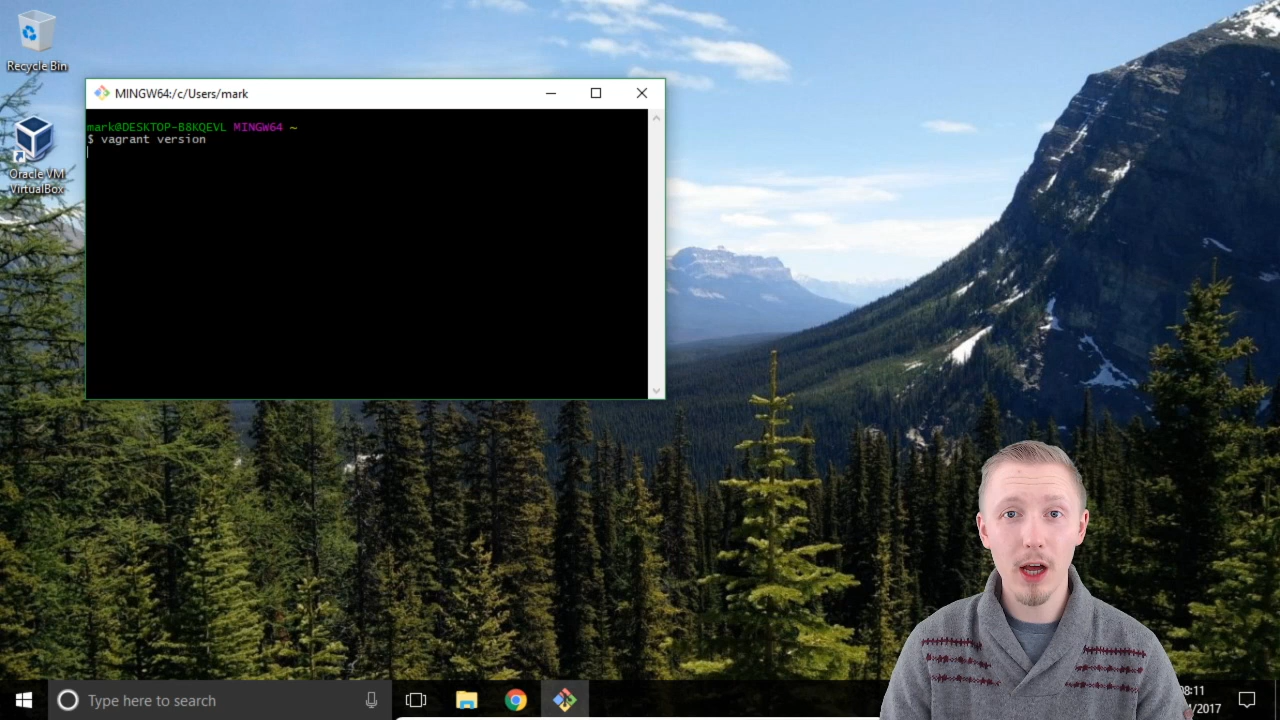 Recycle Bin
Oracle VM
VirtualBox
MINGW64:/c/Users/mark
mark@DESKTOP-B8KQEVL MINGW64 ~
$ vagrant version
Type here to search
08:11
/2017